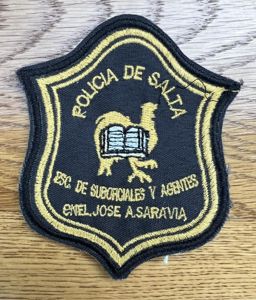 POLICIA DE SALTA
ESC. DE SUBOFICIALES Y AGENTES
CNEL. JOSE A. SARAVIA